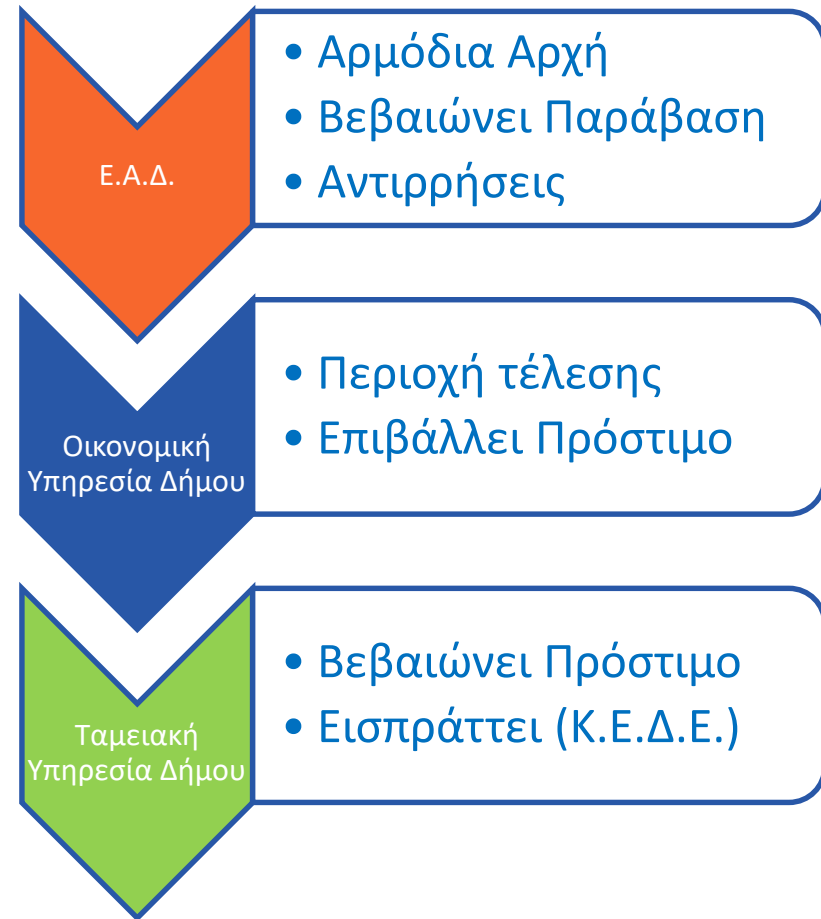 Ε.Α.Δ.
• Αρμόδια Αρχή
• Βεβαιώνει Παράβαση
• Αντιρρήσεις
Οικονομική
Υπηρεσία Δήμου
• Περιοχή τέλεσης
• Επιβάλλει Πρόστιμο
Ταμειακή
Υπηρεσία Δήμου
• Βεβαιώνει Πρόστιμο
• Εισπράττει (Κ.Ε.Δ.Ε.)